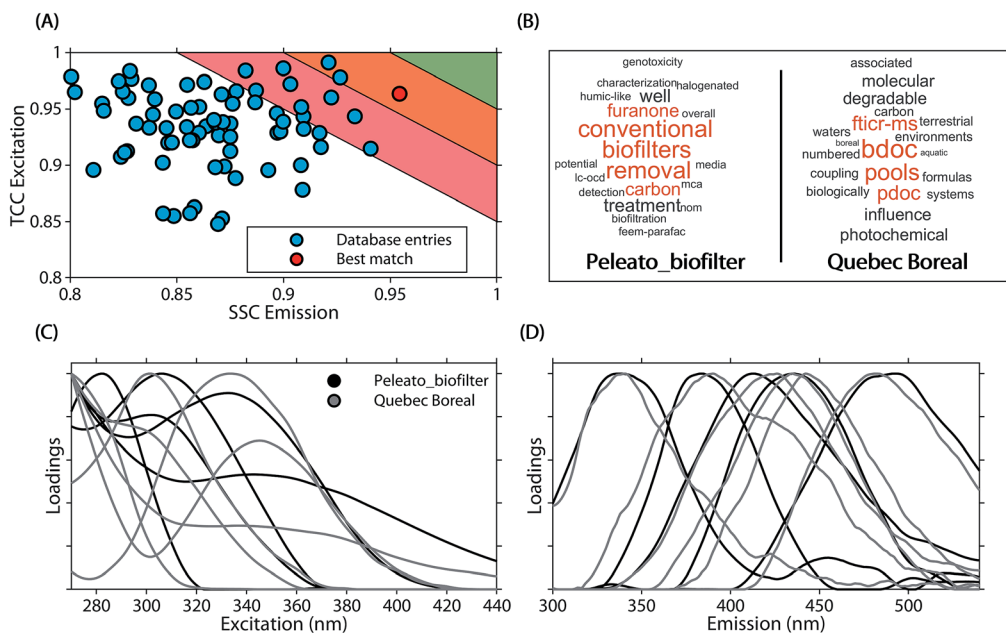 (A)
1
0.95
0.9
0.85
0.8
TCC Excitation
Database entries
Best match
0.8
0.85
0.9
0.95
1
SSC Emission
(B)
genotoxicity
characterization halogenated
humic-like well
furanone overall
conventional
biofilters
potential removal media
lc-ocd
detection carbon mca
treatment nom
biofiltration
feem-parafac
Peleato_biofilter
associated
molecular
degradable
carbon
fticr-ms terrestrial
waters environments
boreal
numbered bdoc aquatic
coupling pools formulas
biologically pdoc systems
influence
photochemical
Quebec Boreal
(C)
Loadings
Peleato_biofilter
Quebec Boreal
280 300 320 340 360 380 400 420 440
Excitation (nm)
(D)
Loadings
300
350
400
450
500
Emission (nm)